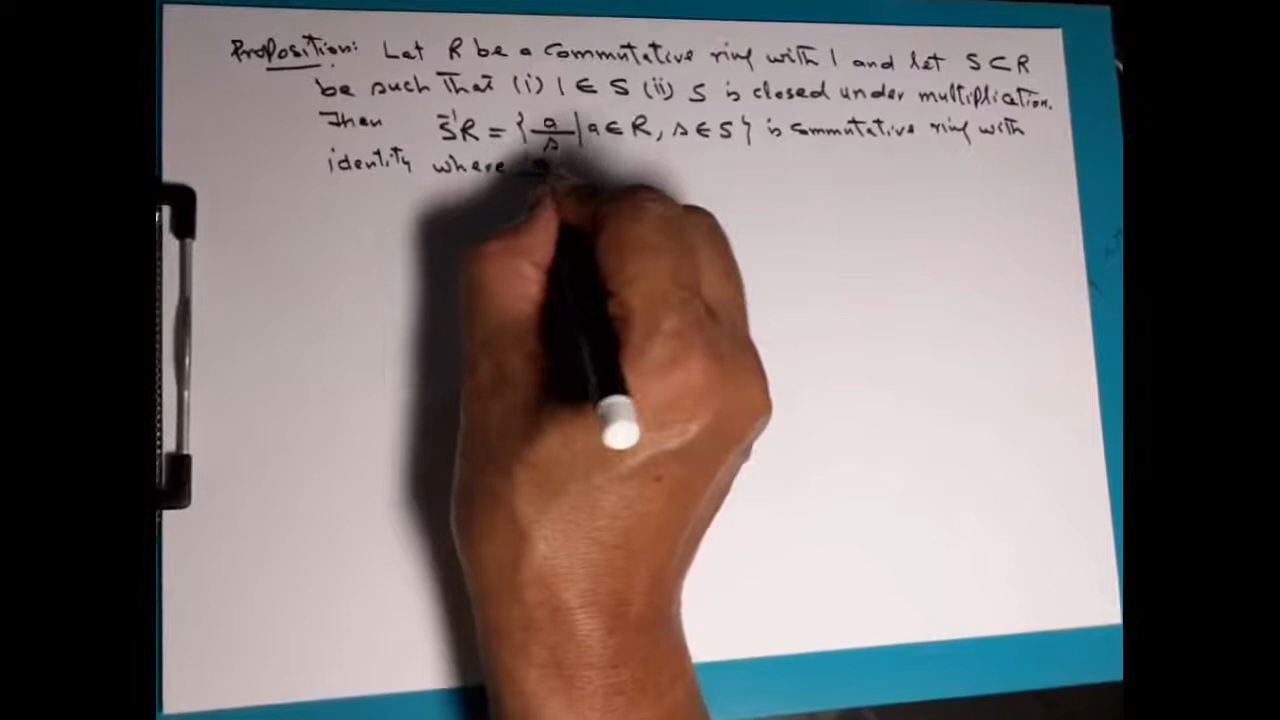 Proposition: Let R be a commutative ring with 1 and let S ⊂ R
be such that (i) 1 ∈ S (ii) S is closed under multiplication.
Then S⁻¹R = { a/s | a ∈ R, s ∈ S } is commutative ring with
identity where